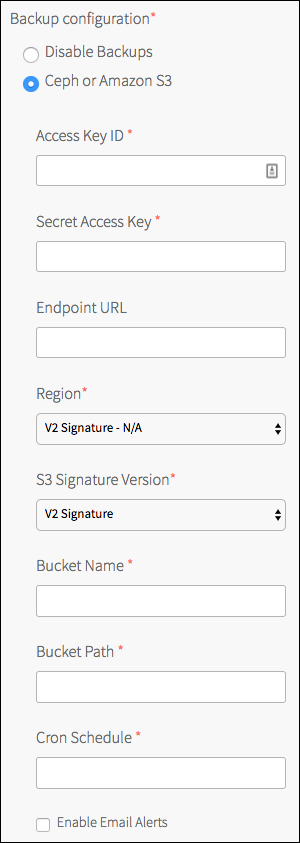 Backup configuration*
Disable Backups
Ceph or Amazon S3
Access Key ID *
Secret Access Key *
Endpoint URL
Region*
V2 Signature - N/A
S3 Signature Version*
V2 Signature
Bucket Name *
Bucket Path *
Cron Schedule *
Enable Email Alerts